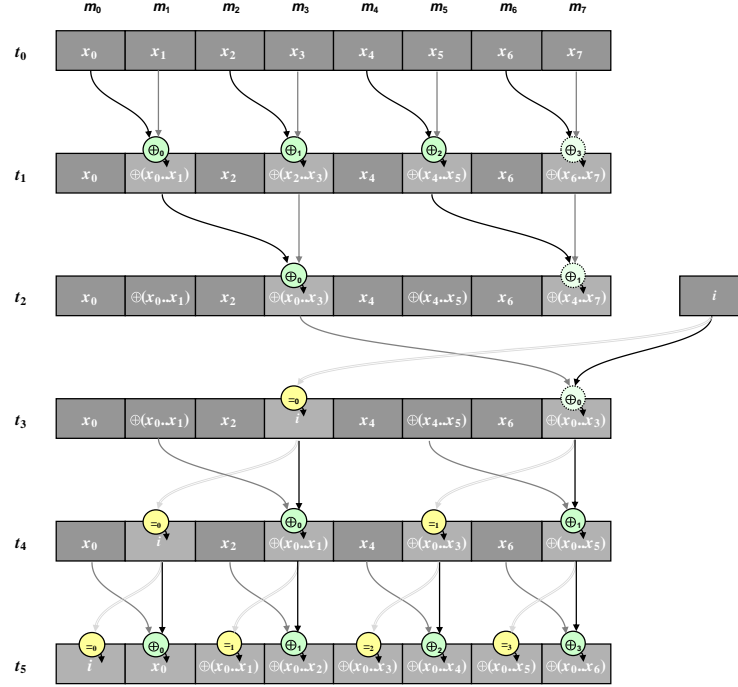 m₀ m₁ m₂ m₃ m₄ m₅ m₆ m₇
t₀ x₀ x₁ x₂ x₃ x₄ x₅ x₆ x₇
⊕₀ ⊕₁ ⊕₂ ⊕₃
t₁ x₀ ⊕(x₀..x₁) x₂ ⊕(x₂..x₃) x₄ ⊕(x₄..x₅) x₆ ⊕(x₆..x₇)
⊕₀ ⊕₁
t₂ x₀ ⊕(x₀..x₁) x₂ ⊕(x₀..x₃) x₄ ⊕(x₄..x₅) x₆ ⊕(x₄..x₇) i
=₀ ⊕₀
t₃ x₀ ⊕(x₀..x₁) x₂ i x₄ ⊕(x₄..x₅) x₆ ⊕(x₀..x₃)
=₀ ⊕₀ =₁ ⊕₁
t₄ x₀ i x₂ ⊕(x₀..x₁) x₄ ⊕(x₀..x₃) x₆ ⊕(x₀..x₅)
=₀ ⊕₀ =₁ ⊕₁ =₂ ⊕₂ =₃ ⊕₃
t₅ i x₀ ⊕(x₀..x₁) ⊕(x₀..x₂) ⊕(x₀..x₃) ⊕(x₀..x₄) ⊕(x₀..x₅) ⊕(x₀..x₆)